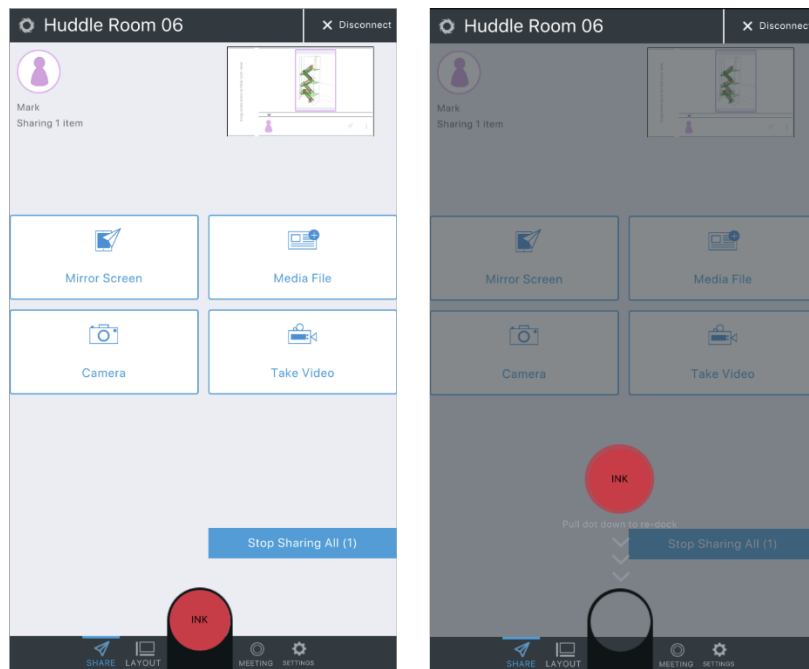 Huddle Room 06
Disconnect
Mark
Sharing 1 item
Mirror Screen
Media File
Camera
Take Video
Stop Sharing All (1)
INK
SHARE
LAYOUT
MEETING
SETTINGS
Huddle Room 06
Disconnect
Mark
Sharing 1 item
Mirror Screen
Media File
Camera
Take Video
INK
Pull dot down to re-dock
Stop Sharing All (1)
SHARE
LAYOUT
MEETING
SETTINGS